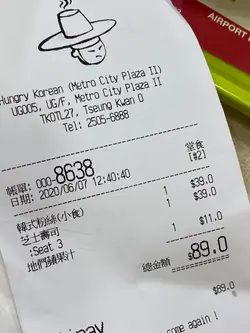 Hungry Korean (Metro City Plaza II)
UG005, UG/F, Metro City Plaza II
TKOTL27, Tseung Kwan O
Tel: 2505-6888
堂食
帳單: 000-8638 [#2]
日期: 2020/06/07 12:40:40
韓式粉絲(小食) 1 $39.0
芝士壽司 1 $39.0
:Seat 3
地門蘋果汁 1 $11.0
總金額 $89.0
$89.0
come again !
AIRPORT